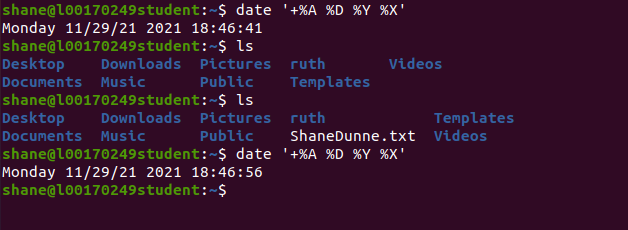 shane@l00170249student:~$ date '+%A %D %Y %X'
Monday 11/29/21 2021 18:46:41
shane@l00170249student:~$ ls
Desktop    Downloads  Pictures  ruth       Videos
Documents  Music      Public    Templates
shane@l00170249student:~$ ls
Desktop    Downloads  Pictures  ruth            Templates
Documents  Music      Public    ShaneDunne.txt  Videos
shane@l00170249student:~$ date '+%A %D %Y %X'
Monday 11/29/21 2021 18:46:56
shane@l00170249student:~$